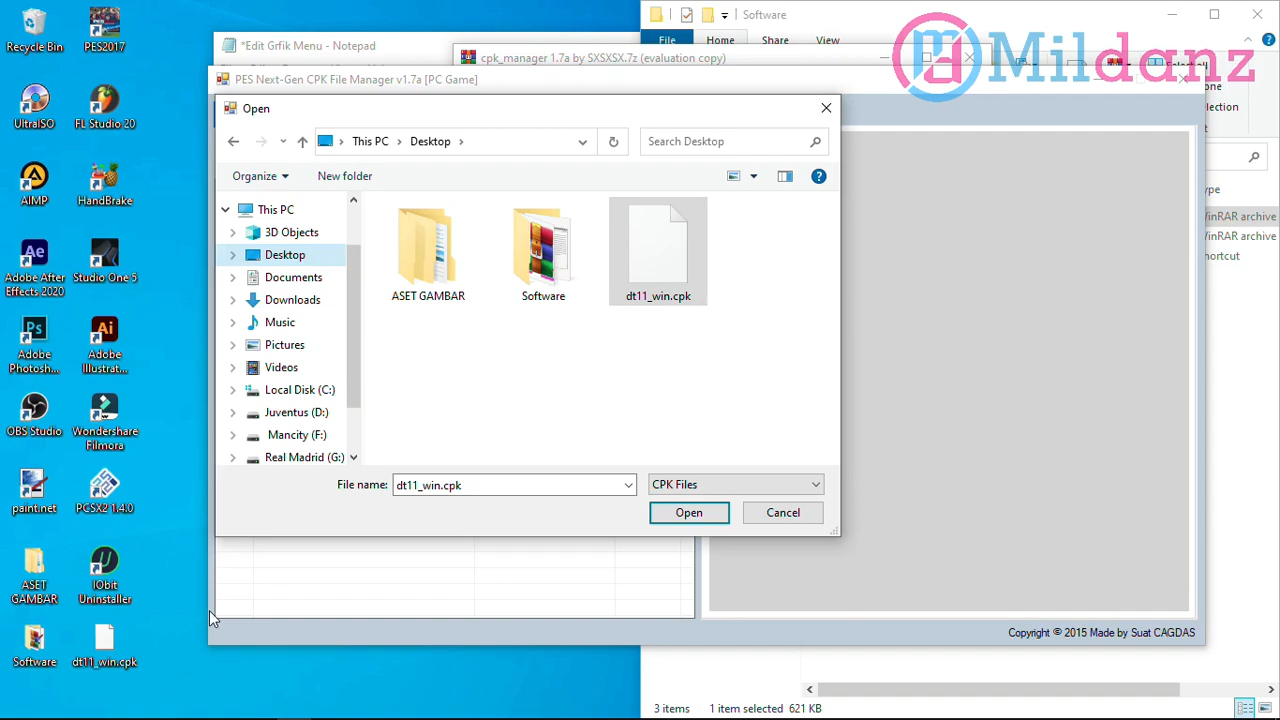 Recycle Bin
PES2017
UltraISO
FL Studio 20
AIMP
HandBrake
Adobe After
Effects 2020
Studio One 5
Adobe
Photosh...
Adobe
Illustrat...
OBS Studio
Wondershare
Filmora
paint.net
PCSX2 1.4.0
ASET
GAMBAR
IObit
Uninstaller
Software
dt11_win.cpk
Software
File
Home
Share
View
Mildanz
*Edit Grfik Menu - Notepad
cpk_manager 1.7a by SXSXSX.7z (evaluation copy)
PES Next-Gen CPK File Manager v1.7a [PC Game]
Open
This PC
Desktop
Search Desktop
Organize
New folder
This PC
3D Objects
Desktop
Documents
Downloads
Music
Pictures
Videos
Local Disk (C:)
Juventus (D:)
Mancity (F:)
Real Madrid (G:)
ASET GAMBAR
Software
dt11_win.cpk
File name:
dt11_win.cpk
CPK Files
Open
Cancel
Copyright © 2015 Made by Suat CAGDAS
3 items
1 item selected 621 KB